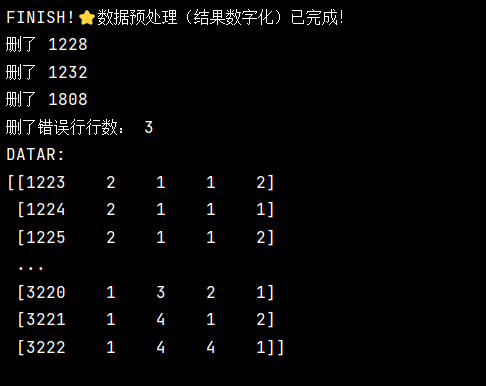 FINISH!⭐数据预处理（结果数字化）已完成!
删了 1228
删了 1232
删了 1808
删了错误行行数： 3
DATAR:
[[1223    2    1    1    2]
 [1224    2    1    1    1]
 [1225    2    1    1    2]
 ...
 [3220    1    3    2    1]
 [3221    1    4    1    2]
 [3222    1    4    4    1]]